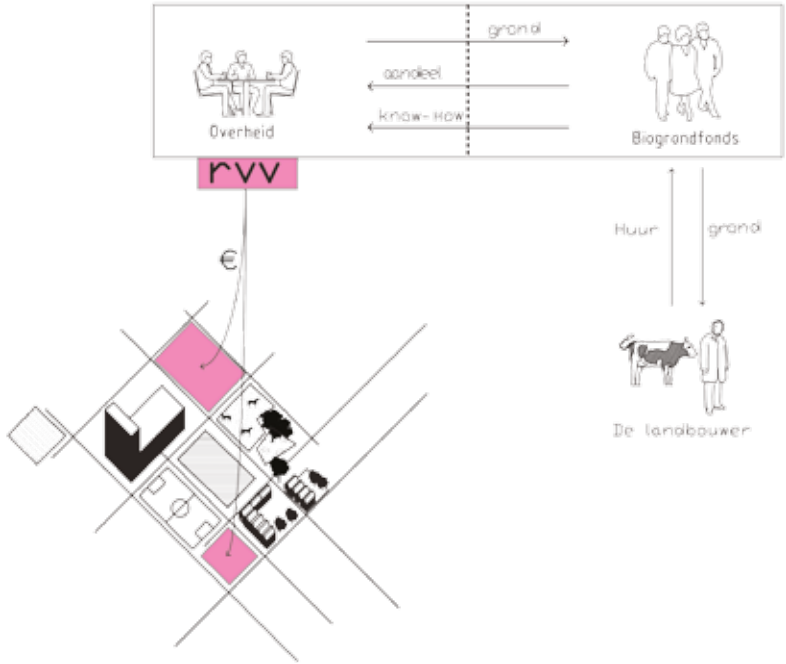 grond
aandeel
know-How
Overheid
Biogrondfonds
rvv
€
Huur
grond
De landbouwer